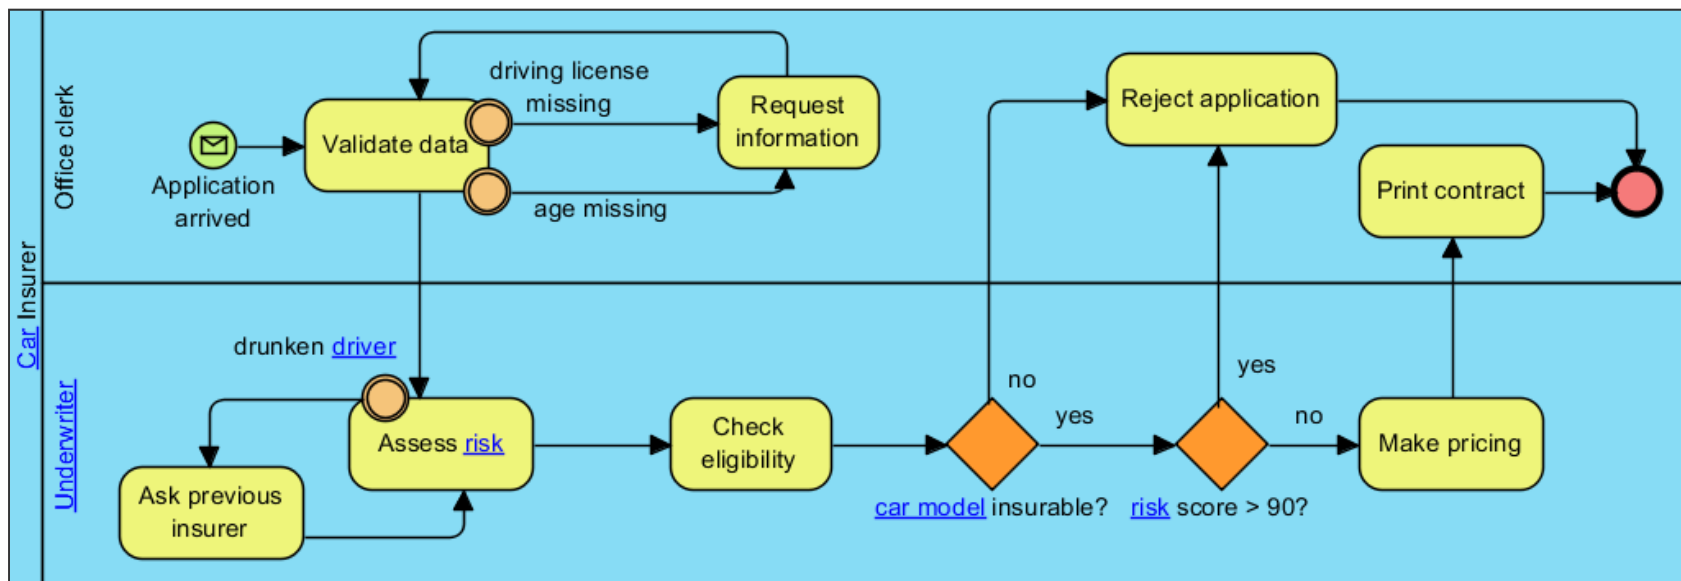 Car Insurer
Office clerk
Application
arrived
Validate data
driving license
missing
age missing
Request
information
Reject application
Print contract
Underwriter
drunken driver
Assess risk
Ask previous
insurer
Check
eligibility
no
yes
car model insurable?
yes
no
risk score > 90?
Make pricing